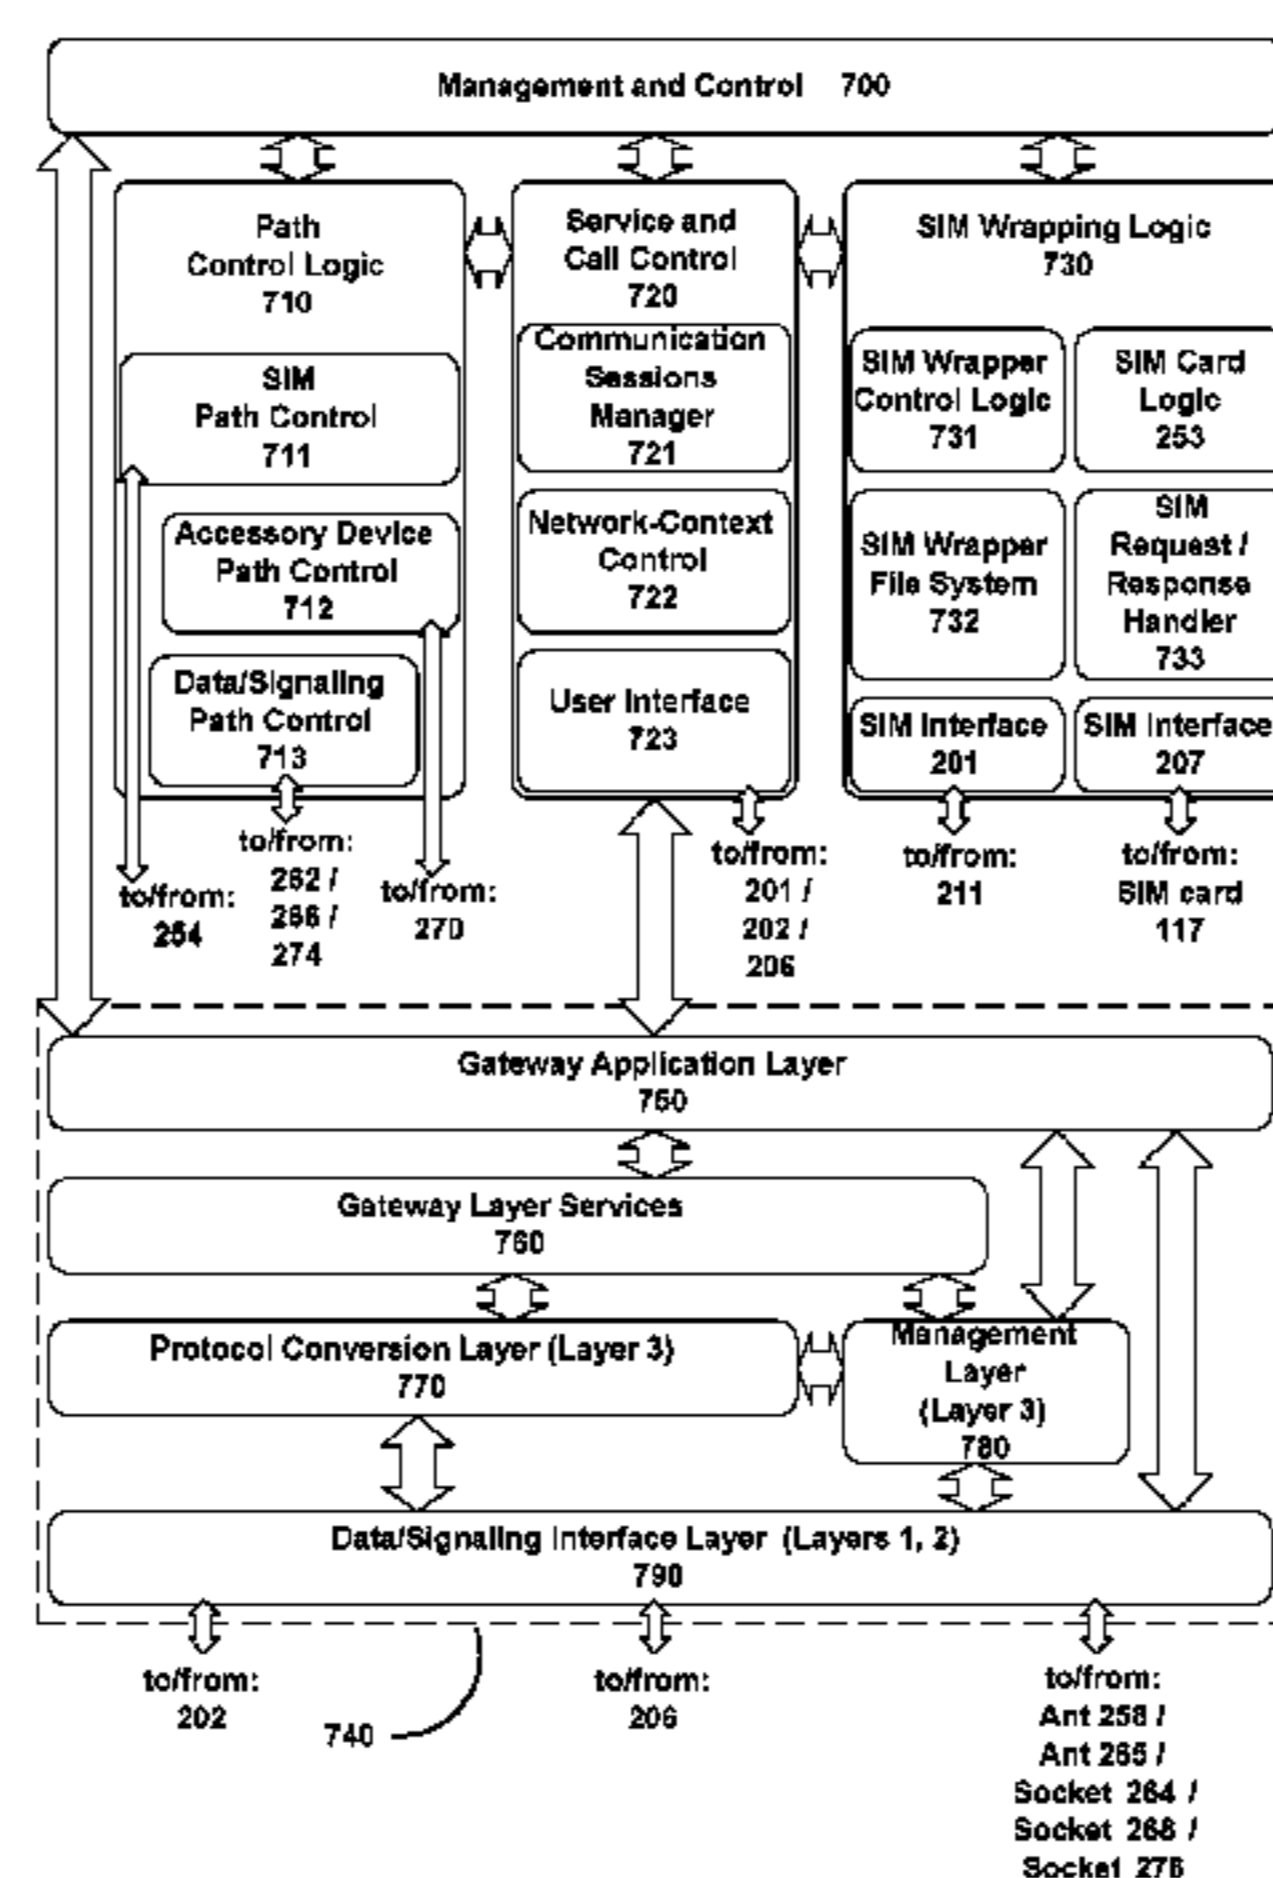 Management and Control 700
Path
Control Logic
710
Service and
Call Control
720
SIM Wrapping Logic
730
SIM
Path Control
711
Communication
Sessions
Manager
721
SIM Wrapper
Control Logic
731
SIM Card
Logic
253
Accessory Device
Path Control
712
Network-Context
Control
722
SIM Wrapper
File System
732
SIM
Request /
Response
Handler
733
Data/Signaling
Path Control
713
User Interface
723
SIM Interface
201
SIM Interface
207
to/from:
254
to/from:
262 /
266 /
274
to/from:
270
to/from:
201 /
202 /
206
to/from:
211
to/from:
SIM card
117
Gateway Application Layer
750
Gateway Layer Services
760
Protocol Conversion Layer (Layer 3)
770
Management
Layer
(Layer 3)
780
Data/Signaling Interface Layer (Layers 1, 2)
790
to/from:
202
740
to/from:
206
to/from:
Ant 258 /
Ant 265 /
Socket 264 /
Socket 268 /
Socket 276